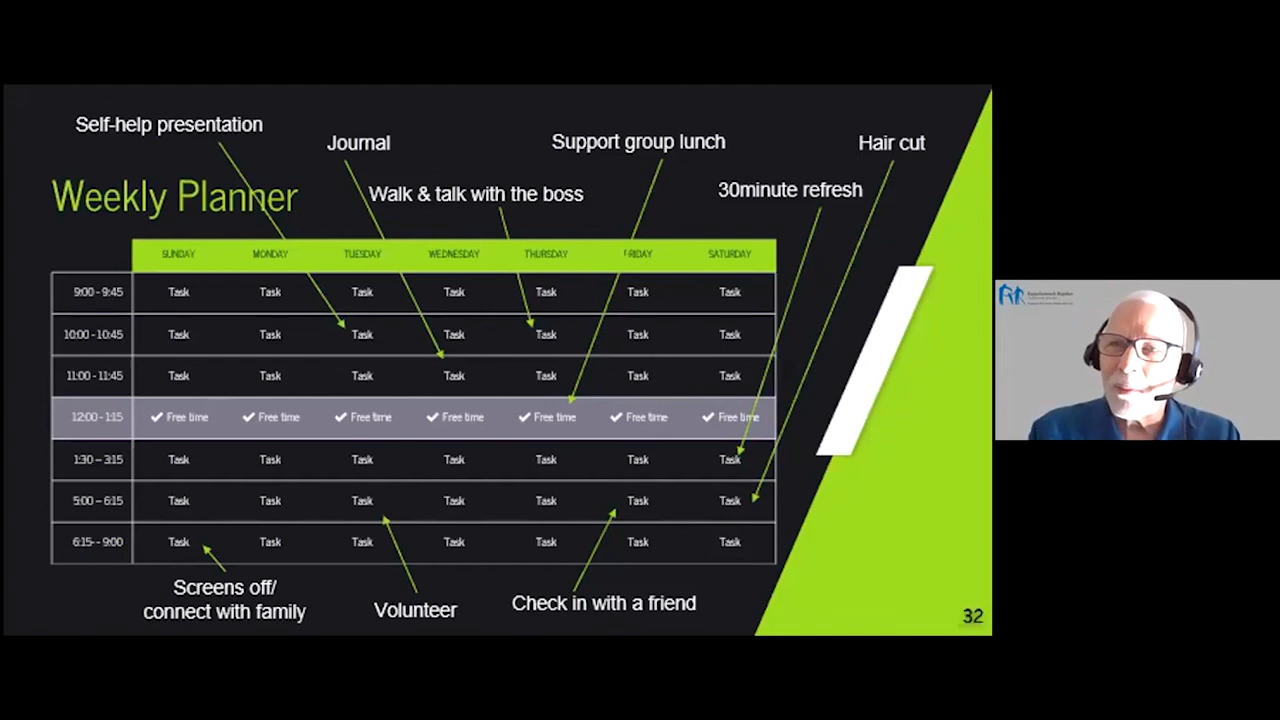 Self-help presentation
Journal
Support group lunch
Hair cut
Weekly Planner
Walk & talk with the boss
30minute refresh
SUNDAY MONDAY TUESDAY WEDNESDAY THURSDAY FRIDAY SATURDAY
9:00 - 9:45 Task Task Task Task Task Task Task
10:00 - 10:45 Task Task Task Task Task Task Task
11:00 - 11:45 Task Task Task Task Task Task Task
12:00 - 1:15 ✔ Free time ✔ Free time ✔ Free time ✔ Free time ✔ Free time ✔ Free time ✔ Free time
1:30 – 3:15 Task Task Task Task Task Task Task
5:00 – 6:15 Task Task Task Task Task Task Task
6:15-- 9:00 Task Task Task Task Task Task Task
Screens off/
connect with family
Volunteer
Check in with a friend
32